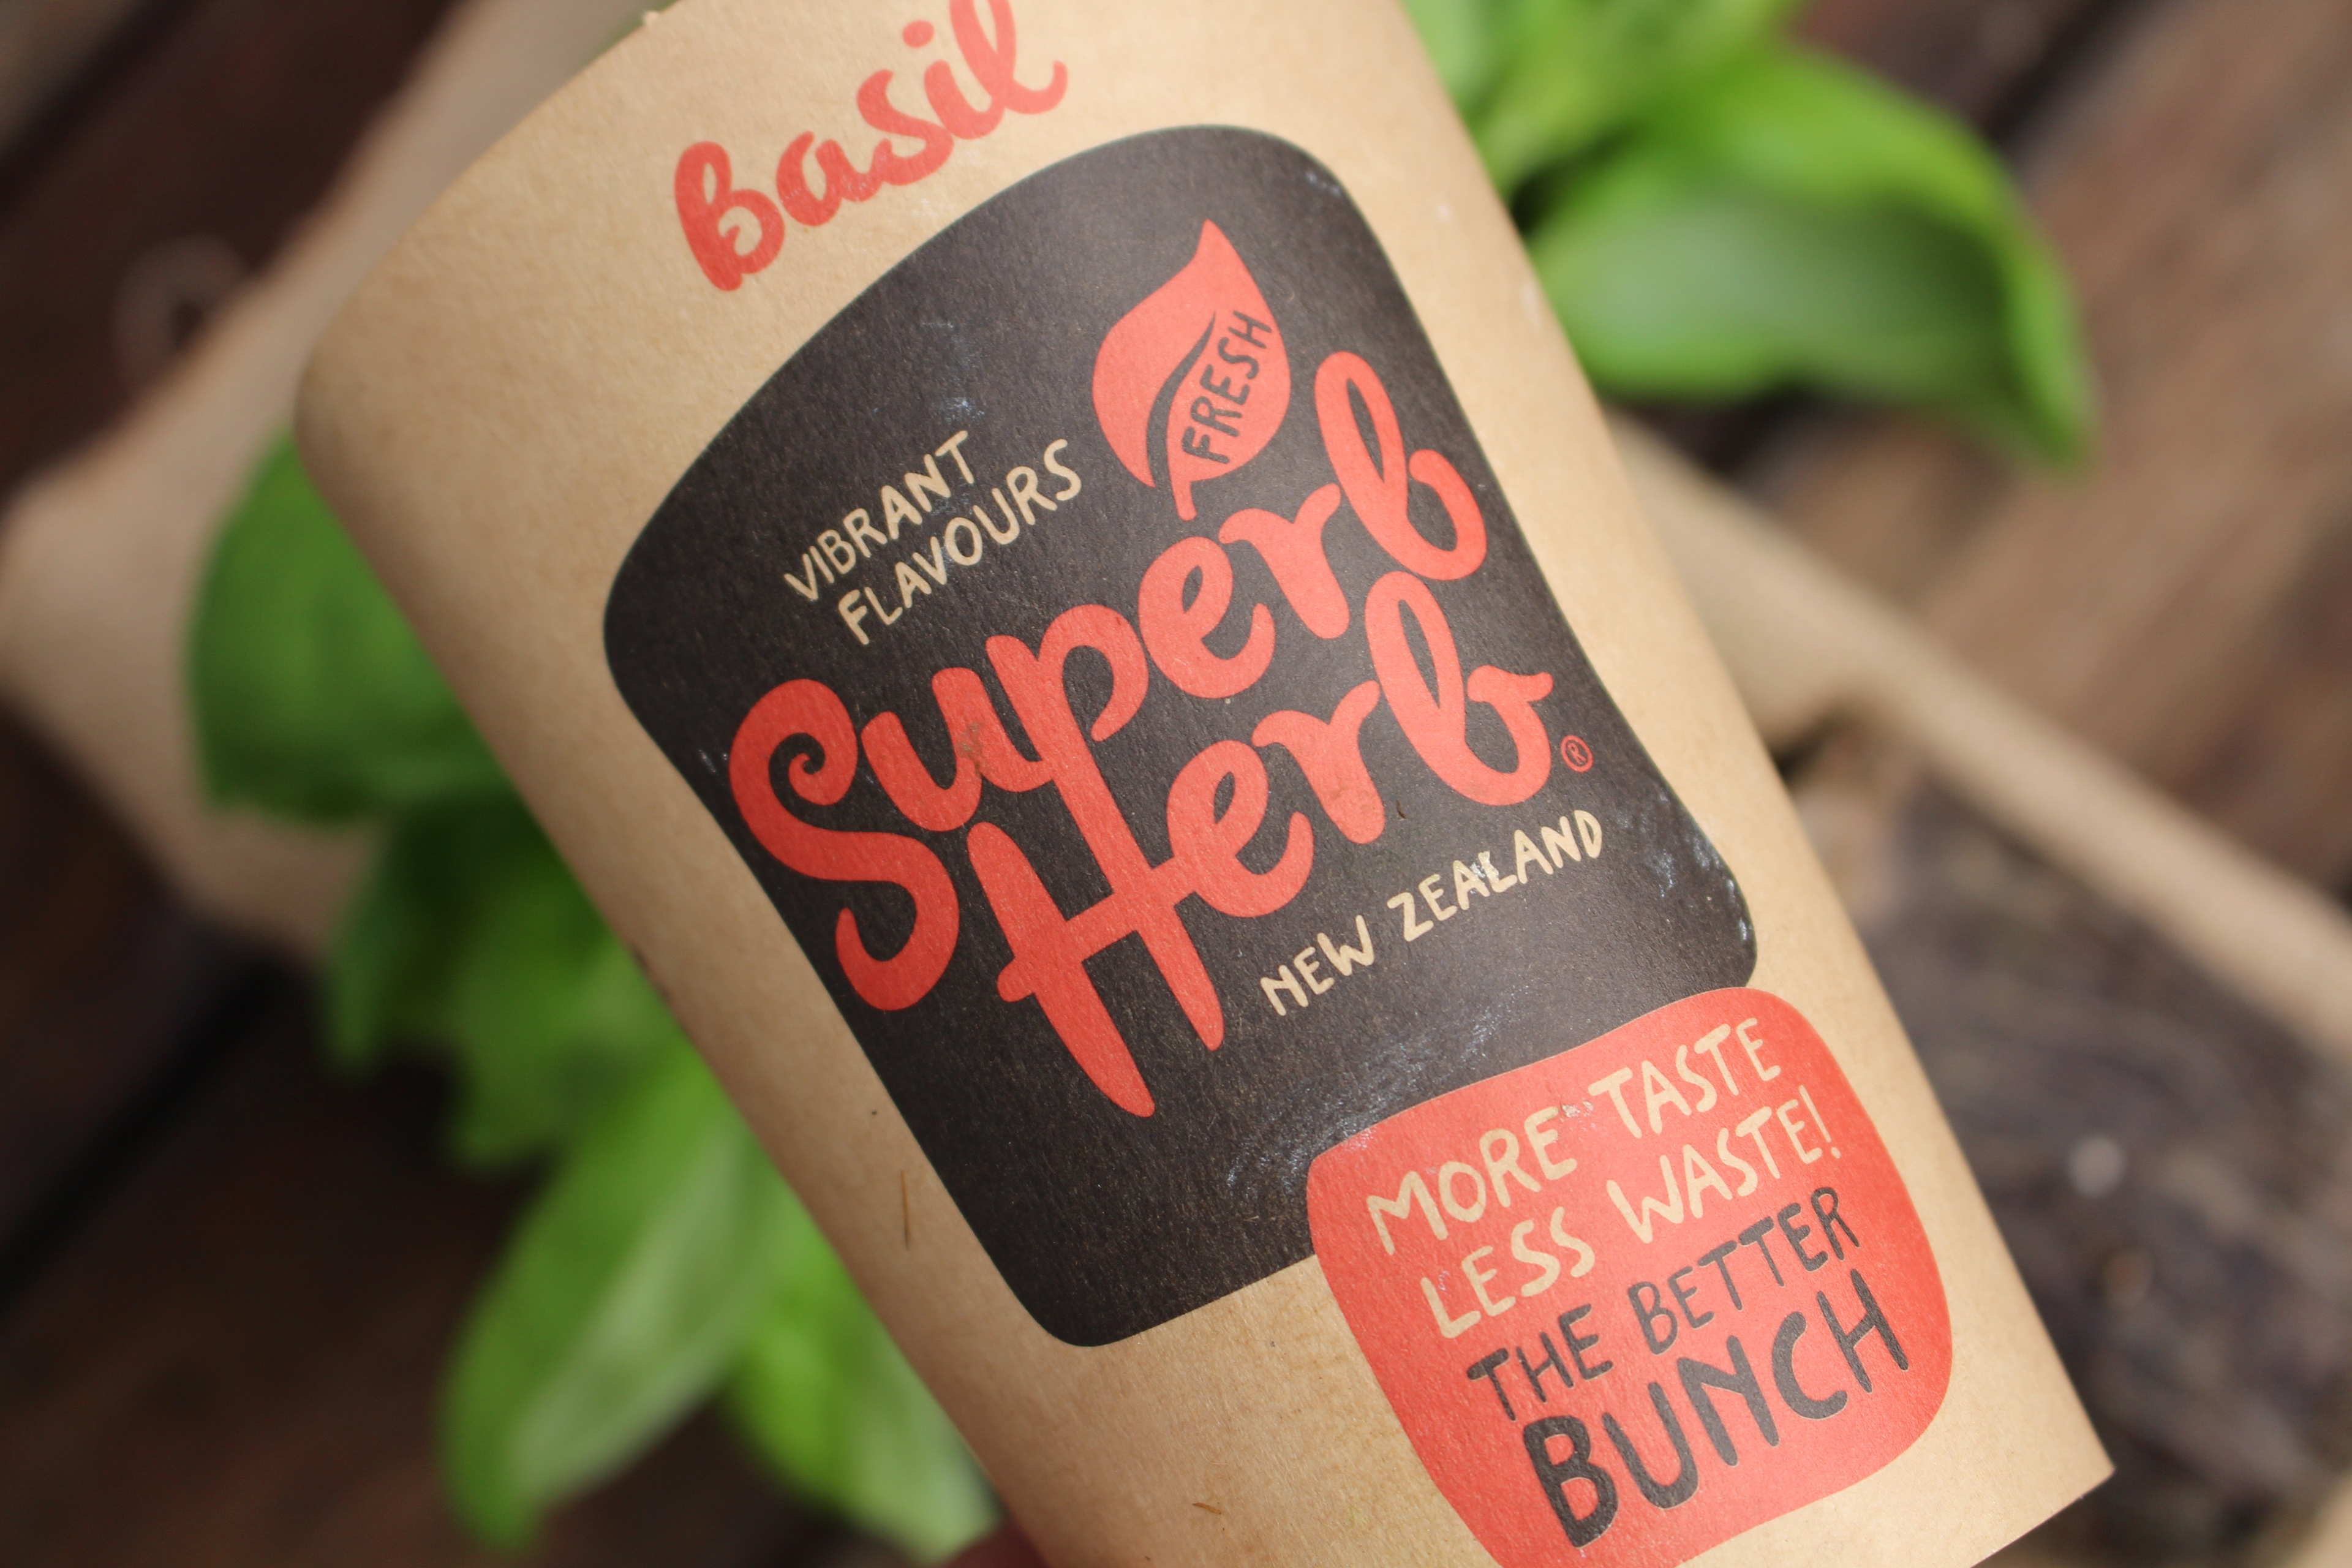 Basil
FRESH
VIBRANT
FLAVOURS
Superb
Herb®
NEW ZEALAND
MORE TASTE
LESS WASTE!
THE BETTER
BUNCH